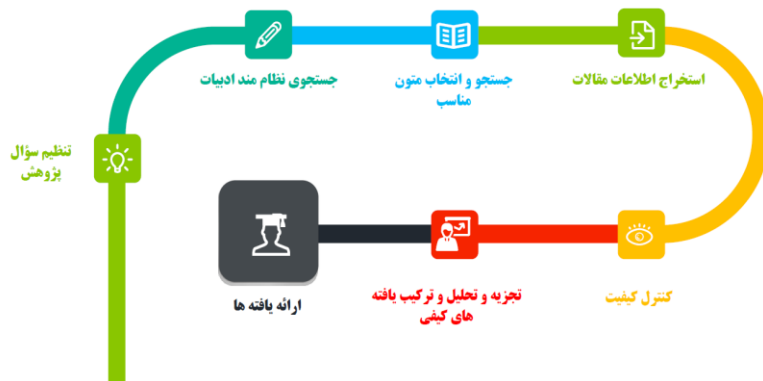 تنظیم سؤال
پژوهش
جستجوی نظام مند ادبیات
جستجو و انتخاب متون
مناسب
استخراج اطلاعات مقالات
کنترل کیفیت
تجزیه و تحلیل و ترکیب یافته
های کیفی
ارائه یافته ها